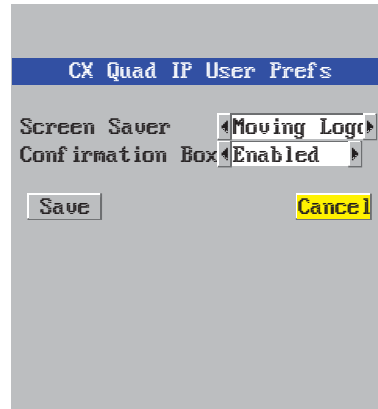 CX Quad IP User Prefs
Screen Saver Moving Logo
Confirmation Box Enabled
Save Cancel